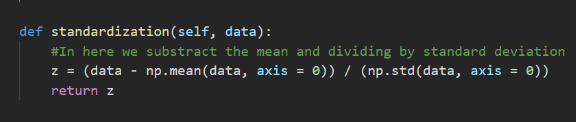 def standardization(self, data):
#In here we substract the mean and dividing by standard deviation
z = (data - np.mean(data, axis = 0)) / (np.std(data, axis = 0))
return z